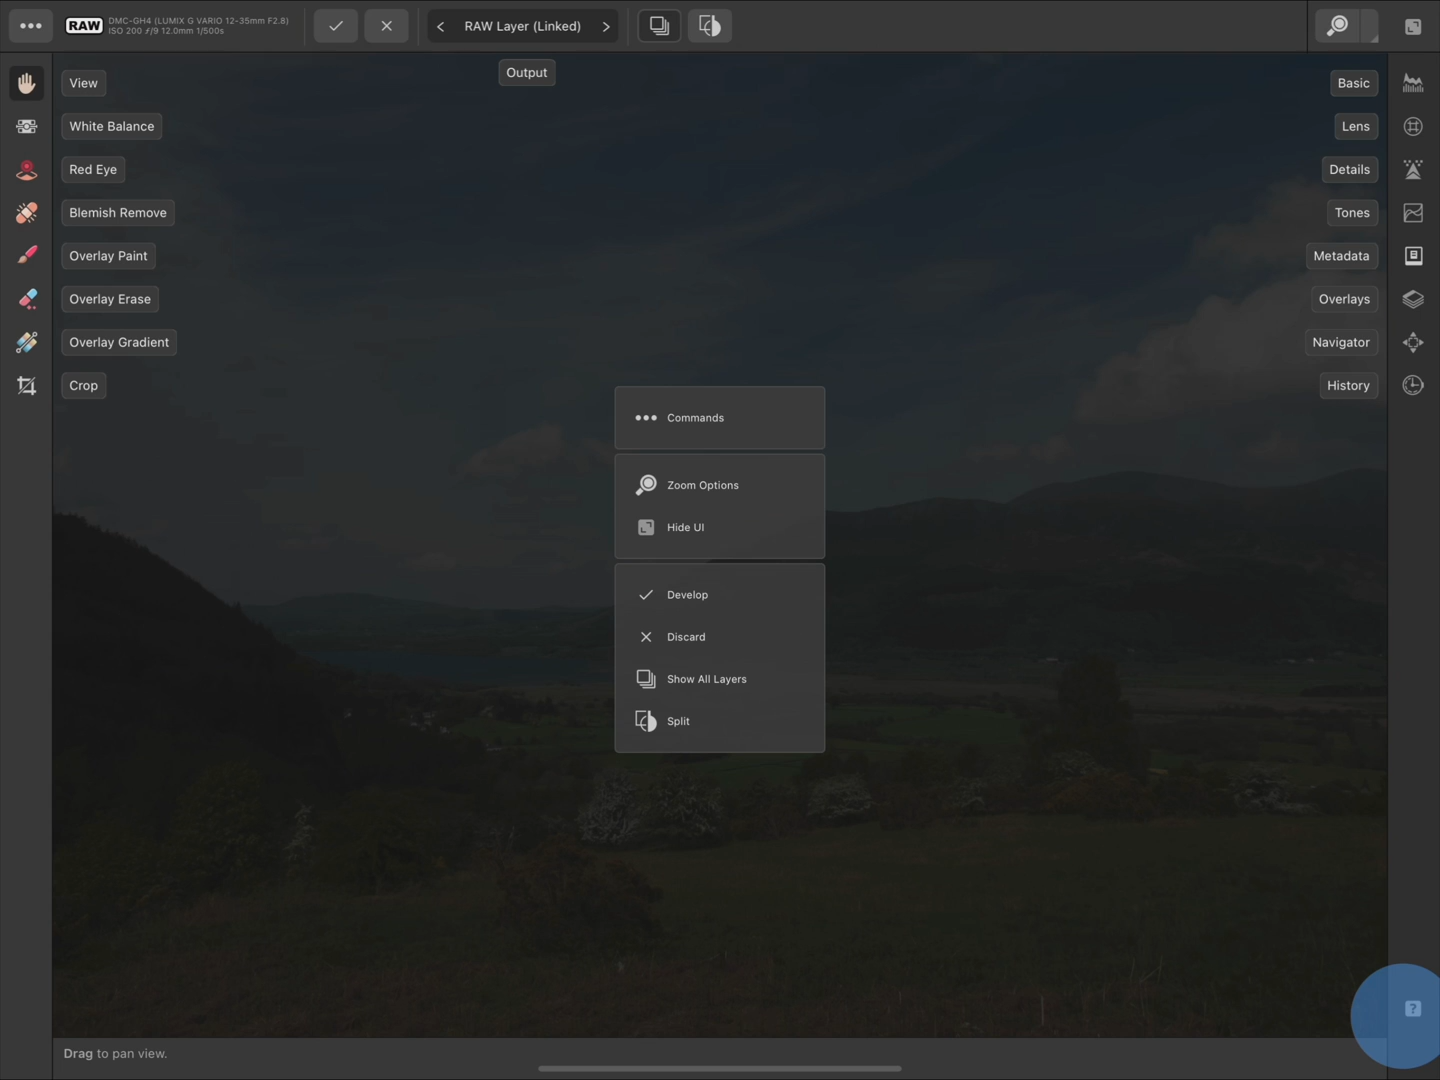 RAW
DMC-GH4 (LUMIX G VARIO 12-35mm F2.8)
ISO 200 ƒ/9 12.0mm 1/500s
RAW Layer (Linked)
Output
View
White Balance
Red Eye
Blemish Remove
Overlay Paint
Overlay Erase
Overlay Gradient
Crop
Basic
Lens
Details
Tones
Metadata
Overlays
Navigator
History
Commands
Zoom Options
Hide UI
Develop
Discard
Show All Layers
Split
?
Drag to pan view.